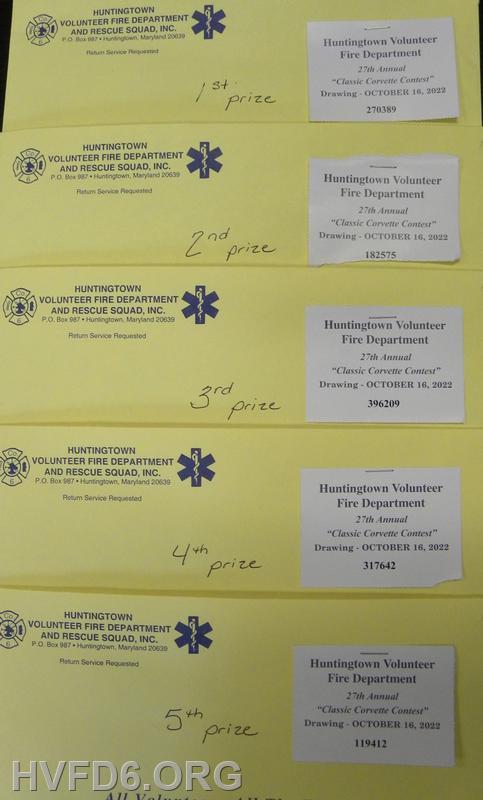 HUNTINGTOWN
VOLUNTEER FIRE DEPARTMENT
AND RESCUE SQUAD, INC.
P.O. Box 987 • Huntingtown, Maryland 20639
Return Service Requested
1st prize
Huntingtown Volunteer
Fire Department
27th Annual
"Classic Corvette Contest"
Drawing - OCTOBER 16, 2022
270389
HUNTINGTOWN
VOLUNTEER FIRE DEPARTMENT
AND RESCUE SQUAD, INC.
P.O. Box 987 • Huntingtown, Maryland 20639
Return Service Requested
2nd prize
Huntingtown Volunteer
Fire Department
27th Annual
"Classic Corvette Contest"
Drawing - OCTOBER 16, 2022
182575
HUNTINGTOWN
VOLUNTEER FIRE DEPARTMENT
AND RESCUE SQUAD, INC.
P.O. Box 987 • Huntingtown, Maryland 20639
Return Service Requested
3rd prize
Huntingtown Volunteer
Fire Department
27th Annual
"Classic Corvette Contest"
Drawing - OCTOBER 16, 2022
396209
HUNTINGTOWN
VOLUNTEER FIRE DEPARTMENT
AND RESCUE SQUAD, INC.
P.O. Box 987 • Huntingtown, Maryland 20639
Return Service Requested
4th prize
Huntingtown Volunteer
Fire Department
27th Annual
"Classic Corvette Contest"
Drawing - OCTOBER 16, 2022
317642
HUNTINGTOWN
VOLUNTEER FIRE DEPARTMENT
AND RESCUE SQUAD, INC.
P.O. Box 987 • Huntingtown, Maryland 20639
Return Service Requested
5th prize
Huntingtown Volunteer
Fire Department
27th Annual
"Classic Corvette Contest"
Drawing - OCTOBER 16, 2022
119412
HVFD6.ORG